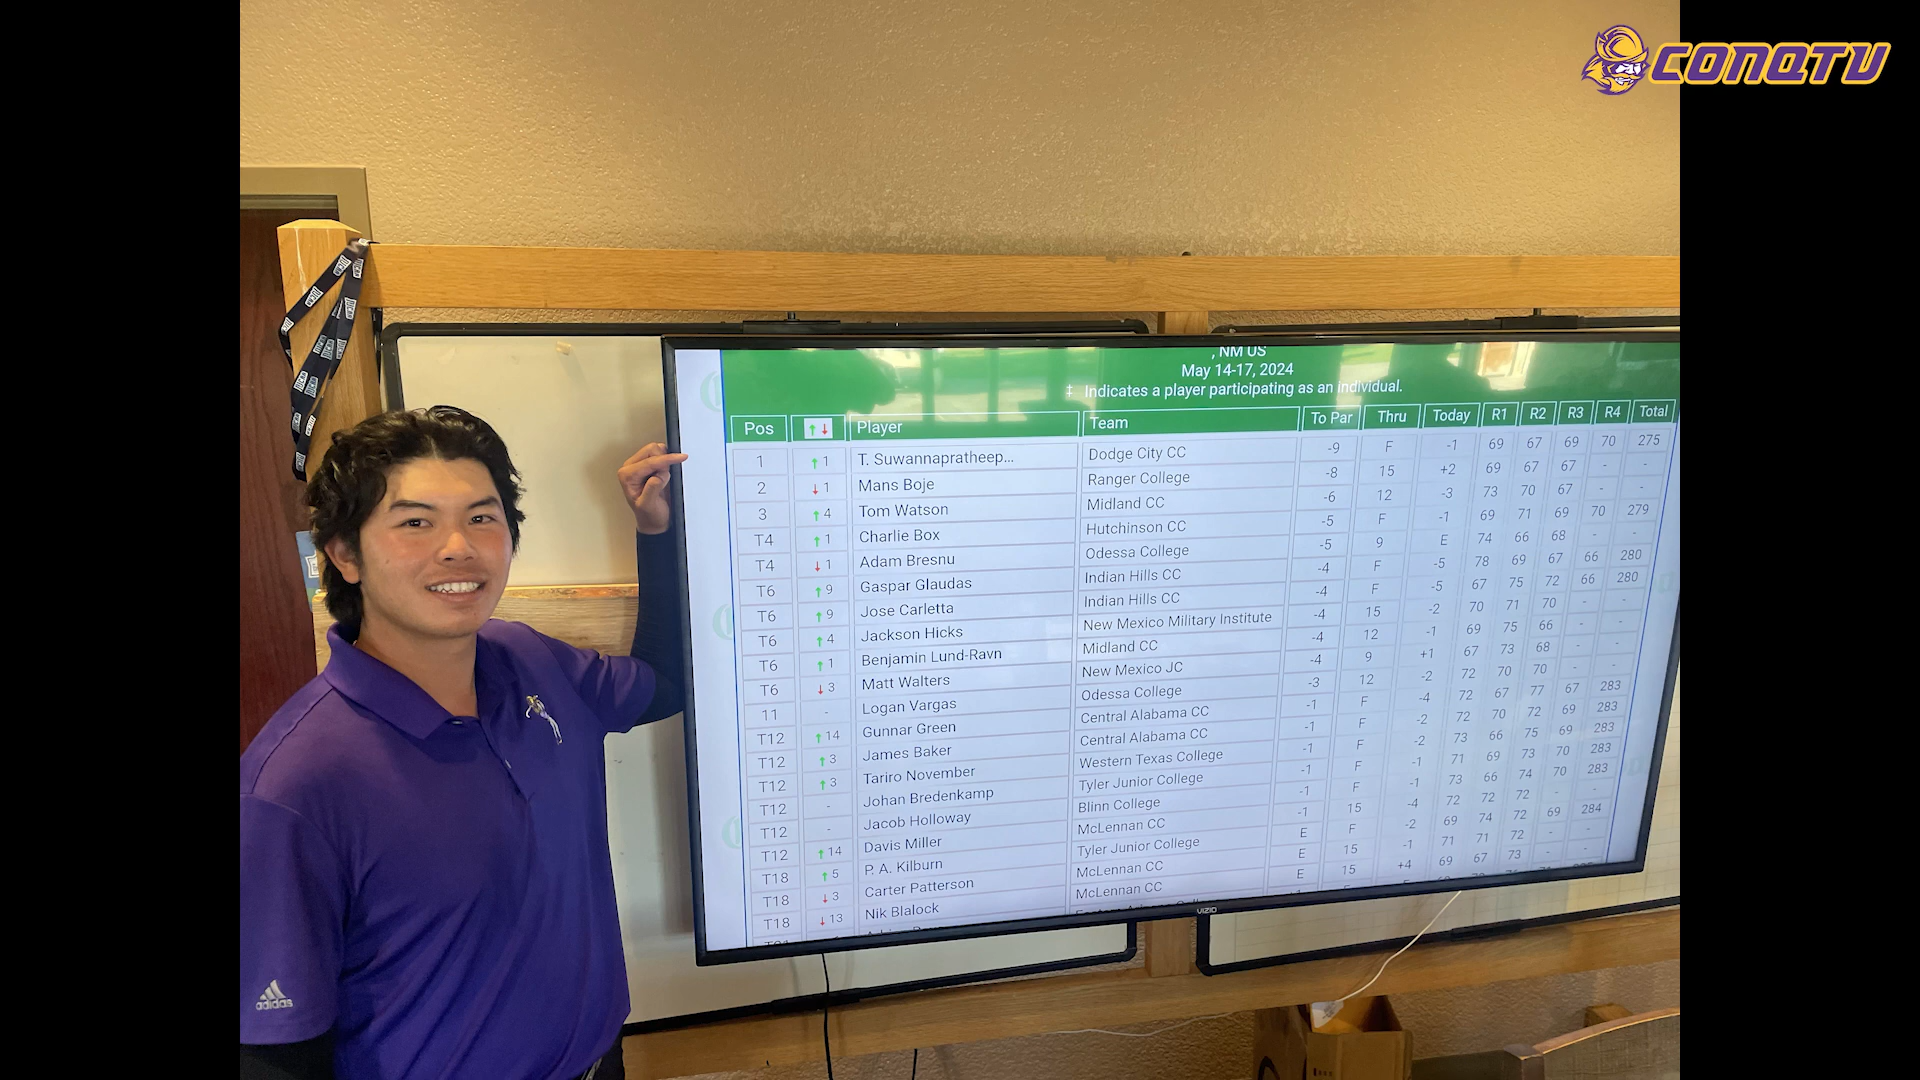 CONQTV
NJCAA
, NM US
May 14-17, 2024
‡ Indicates a player participating as an individual.
Pos ↑↓ Player Team To Par Thru Today R1 R2 R3 R4 Total
1 ↑1 T. Suwannapratheep... Dodge City CC -9 F -1 69 67 69 70 275
2 ↓1 Mans Boje Ranger College -8 15 +2 69 67 67 - -
3 ↑4 Tom Watson Midland CC -6 12 -3 73 70 67 - -
T4 ↑1 Charlie Box Hutchinson CC -5 F -1 69 71 69 70 279
T4 ↓1 Adam Bresnu Odessa College -5 9 E 74 66 68 - -
T6 ↑9 Gaspar Glaudas Indian Hills CC -4 F -5 78 69 67 66 280
T6 ↑9 Jose Carletta Indian Hills CC -4 F -5 67 75 72 66 280
T6 ↑4 Jackson Hicks New Mexico Military Institute -4 15 -2 70 71 70 - -
T6 ↑1 Benjamin Lund-Ravn Midland CC -4 12 -1 69 75 66 - -
T6 ↓3 Matt Walters New Mexico JC -4 9 +1 67 73 68 - -
11 - Logan Vargas Odessa College -3 12 -2 72 70 70 - -
T12 ↑14 Gunnar Green Central Alabama CC -1 F -4 72 67 77 67 283
T12 ↑3 James Baker Central Alabama CC -1 F -2 72 70 72 69 283
T12 ↑3 Tariro November Western Texas College -1 F -2 73 66 75 69 283
T12 - Johan Bredenkamp Tyler Junior College -1 F -1 71 69 73 70 283
T12 - Jacob Holloway Blinn College -1 F -1 73 66 74 70 283
T12 ↑14 Davis Miller McLennan CC -1 15 -4 72 72 72 - -
T18 ↑5 P. A. Kilburn Tyler Junior College E F -2 69 74 72 69 284
T18 ↓3 Carter Patterson McLennan CC E 15 -1 71 71 72 - -
T18 ↓13 Nik Blalock McLennan CC E 15 +4 69 67 73 - -
VIZIO
adidas